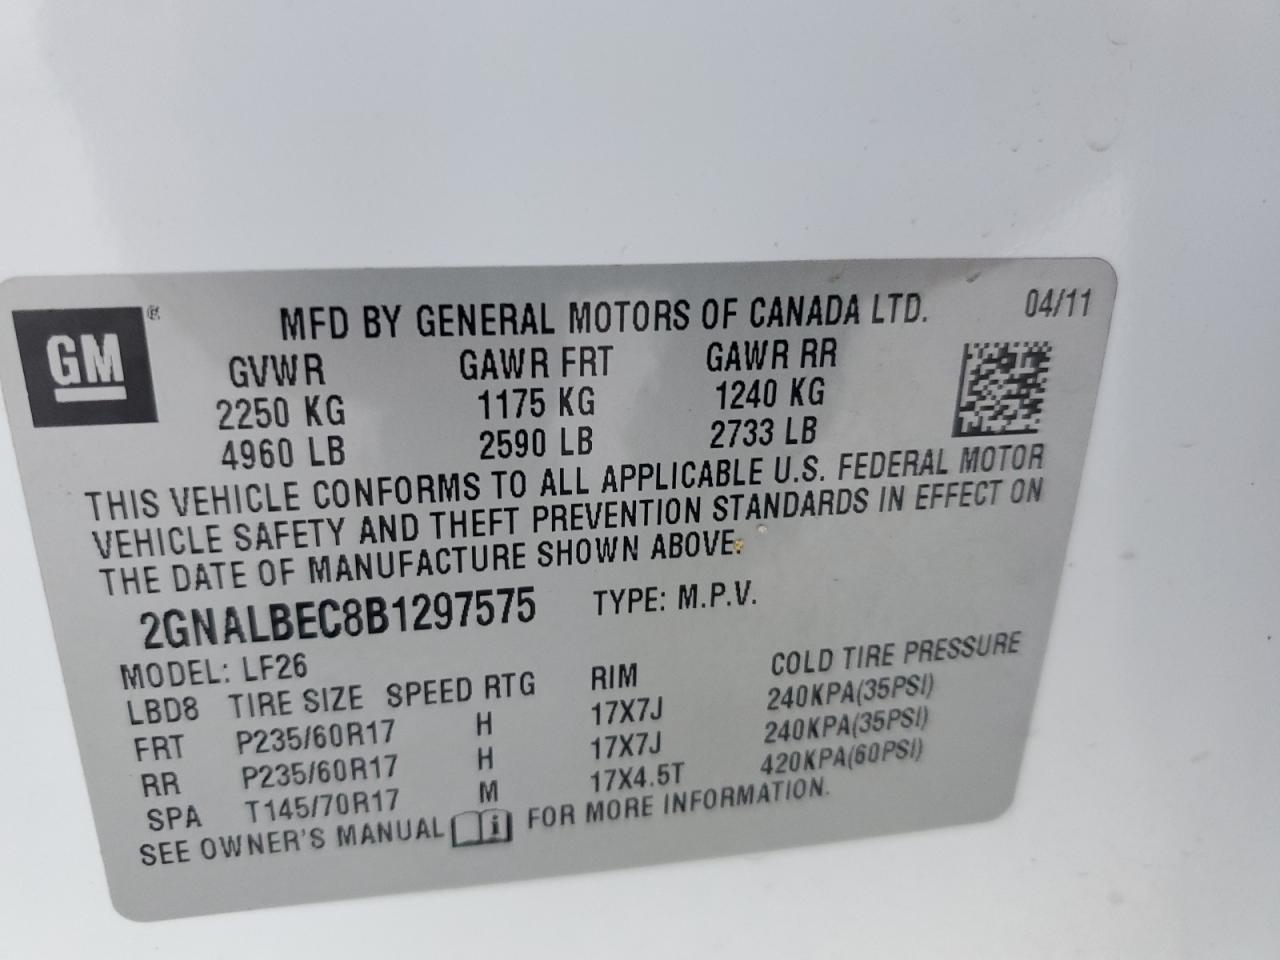 GM ®
MFD BY GENERAL MOTORS OF CANADA LTD. 04/11
GVWR GAWR FRT GAWR RR
2250 KG 1175 KG 1240 KG
4960 LB 2590 LB 2733 LB
THIS VEHICLE CONFORMS TO ALL APPLICABLE U.S. FEDERAL MOTOR
VEHICLE SAFETY AND THEFT PREVENTION STANDARDS IN EFFECT ON
THE DATE OF MANUFACTURE SHOWN ABOVE.
2GNALBEC8B1297575 TYPE: M.P.V.
MODEL: LF26
LBD8 TIRE SIZE SPEED RTG RIM COLD TIRE PRESSURE
FRT P235/60R17 H 17X7J 240KPA(35PSI)
RR P235/60R17 H 17X7J 240KPA(35PSI)
SPA T145/70R17 M 17X4.5T 420KPA(60PSI)
SEE OWNER'S MANUAL i FOR MORE INFORMATION.